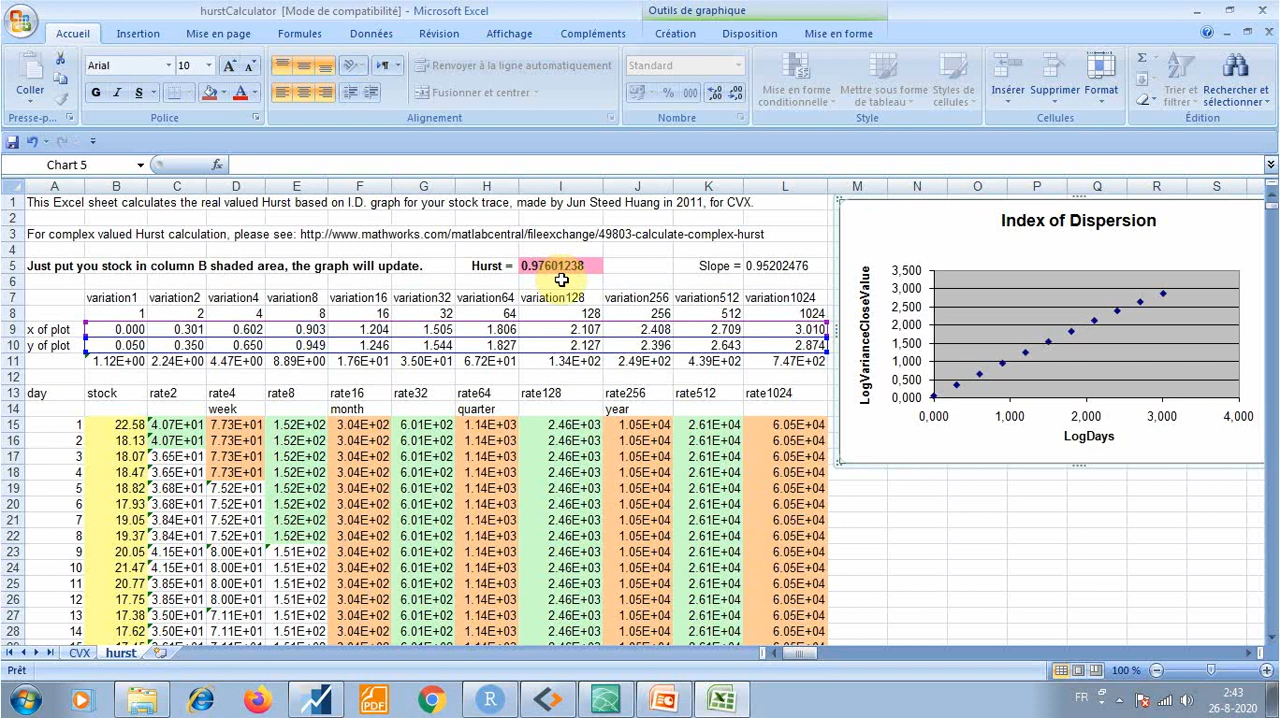 hurstCalculator [Mode de compatibilité] - Microsoft Excel
Outils de graphique
Accueil Insertion Mise en page Formules Données Révision Affichage Compléments Création Disposition Mise en forme
Coller
Arial 10
Renvoyer à la ligne automatiquement
Standard
G I S
Fusionner et centrer
% 000
Mise en forme conditionnelle
Mettre sous forme de tableau
Styles de cellules
Insérer Supprimer Format
Trier et filtrer
Rechercher et sélectionner
Presse-p... Police Alignement Nombre Style Cellules Édition
Chart 5 fx
A B C D E F G H I J K L M N O P Q R S
1 This Excel sheet calculates the real valued Hurst based on I.D. graph for your stock trace, made by Jun Steed Huang in 2011, for CVX.
2
3 For complex valued Hurst calculation, please see: http://www.mathworks.com/matlabcentral/fileexchange/49803-calculate-complex-hurst
4
5 Just put you stock in column B shaded area, the graph will update. Hurst = 0.97601238 Slope = 0.95202476
6
7 variation1 variation2 variation4 variation8 variation16 variation32 variation64 variation128 variation256 variation512 variation1024
8 1 2 4 8 16 32 64 128 256 512 1024
9 x of plot 0.000 0.301 0.602 0.903 1.204 1.505 1.806 2.107 2.408 2.709 3.010
10 y of plot 0.050 0.350 0.650 0.949 1.246 1.544 1.827 2.127 2.396 2.643 2.874
11 1.12E+00 2.24E+00 4.47E+00 8.89E+00 1.76E+01 3.50E+01 6.72E+01 1.34E+02 2.49E+02 4.39E+02 7.47E+02
12
13 day stock rate2 rate4 rate8 rate16 rate32 rate64 rate128 rate256 rate512 rate1024
14 week month quarter year
15 1 22.58 4.07E+01 7.73E+01 1.52E+02 3.04E+02 6.01E+02 1.14E+03 2.46E+03 1.05E+04 2.61E+04 6.05E+04
16 2 18.13 4.07E+01 7.73E+01 1.52E+02 3.04E+02 6.01E+02 1.14E+03 2.46E+03 1.05E+04 2.61E+04 6.05E+04
17 3 18.07 3.65E+01 7.73E+01 1.52E+02 3.04E+02 6.01E+02 1.14E+03 2.46E+03 1.05E+04 2.61E+04 6.05E+04
18 4 18.47 3.65E+01 7.73E+01 1.52E+02 3.04E+02 6.01E+02 1.14E+03 2.46E+03 1.05E+04 2.61E+04 6.05E+04
19 5 18.82 3.68E+01 7.52E+01 1.52E+02 3.04E+02 6.01E+02 1.14E+03 2.46E+03 1.05E+04 2.61E+04 6.05E+04
20 6 17.93 3.68E+01 7.52E+01 1.52E+02 3.04E+02 6.01E+02 1.14E+03 2.46E+03 1.05E+04 2.61E+04 6.05E+04
21 7 19.05 3.84E+01 7.52E+01 1.52E+02 3.04E+02 6.01E+02 1.14E+03 2.46E+03 1.05E+04 2.61E+04 6.05E+04
22 8 19.37 3.84E+01 7.52E+01 1.52E+02 3.04E+02 6.01E+02 1.14E+03 2.46E+03 1.05E+04 2.61E+04 6.05E+04
23 9 20.05 4.15E+01 8.00E+01 1.51E+02 3.04E+02 6.01E+02 1.14E+03 2.46E+03 1.05E+04 2.61E+04 6.05E+04
24 10 21.47 4.15E+01 8.00E+01 1.51E+02 3.04E+02 6.01E+02 1.14E+03 2.46E+03 1.05E+04 2.61E+04 6.05E+04
25 11 20.77 3.85E+01 8.00E+01 1.51E+02 3.04E+02 6.01E+02 1.14E+03 2.46E+03 1.05E+04 2.61E+04 6.05E+04
26 12 17.75 3.85E+01 8.00E+01 1.51E+02 3.04E+02 6.01E+02 1.14E+03 2.46E+03 1.05E+04 2.61E+04 6.05E+04
27 13 17.38 3.50E+01 7.11E+01 1.51E+02 3.04E+02 6.01E+02 1.14E+03 2.46E+03 1.05E+04 2.61E+04 6.05E+04
28 14 17.62 3.50E+01 7.11E+01 1.51E+02 3.04E+02 6.01E+02 1.14E+03 2.46E+03 1.05E+04 2.61E+04 6.05E+04
Index of Dispersion
LogVarianceCloseValue
3,500
3,000
2,500
2,000
1,500
1,000
0,500
0,000
0,000 1,000 2,000 3,000 4,000
LogDays
CVX hurst
Prêt 100 %
PDF R FR 2:43
26-8-2020